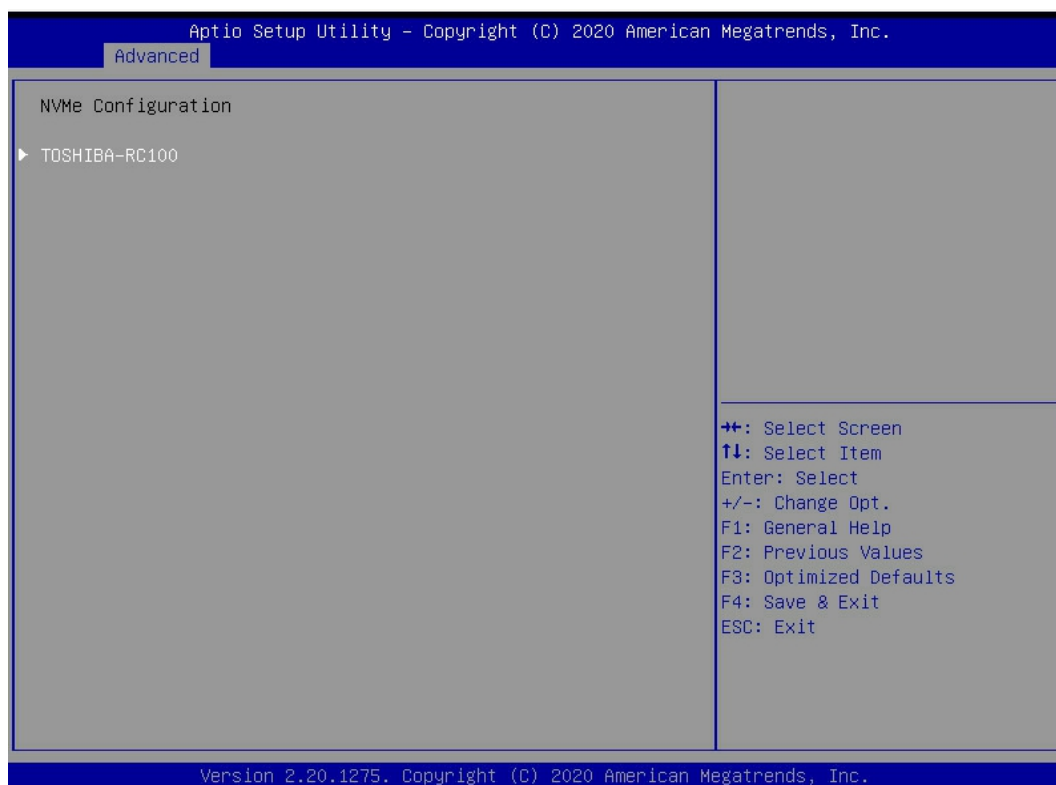 Aptio Setup Utility – Copyright (C) 2020 American Megatrends, Inc.
Advanced
NVMe Configuration
▶ TOSHIBA-RC100
→←: Select Screen
↑↓: Select Item
Enter: Select
+/-: Change Opt.
F1: General Help
F2: Previous Values
F3: Optimized Defaults
F4: Save & Exit
ESC: Exit
Version 2.20.1275. Copyright (C) 2020 American Megatrends, Inc.